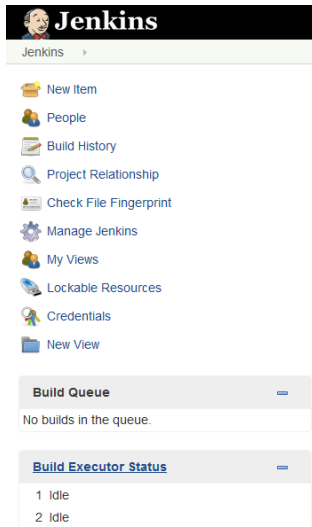 Jenkins
Jenkins
New Item
People
Build History
Project Relationship
Check File Fingerprint
Manage Jenkins
My Views
Lockable Resources
Credentials
New View
Build Queue
No builds in the queue.
Build Executor Status
1 Idle
2 Idle